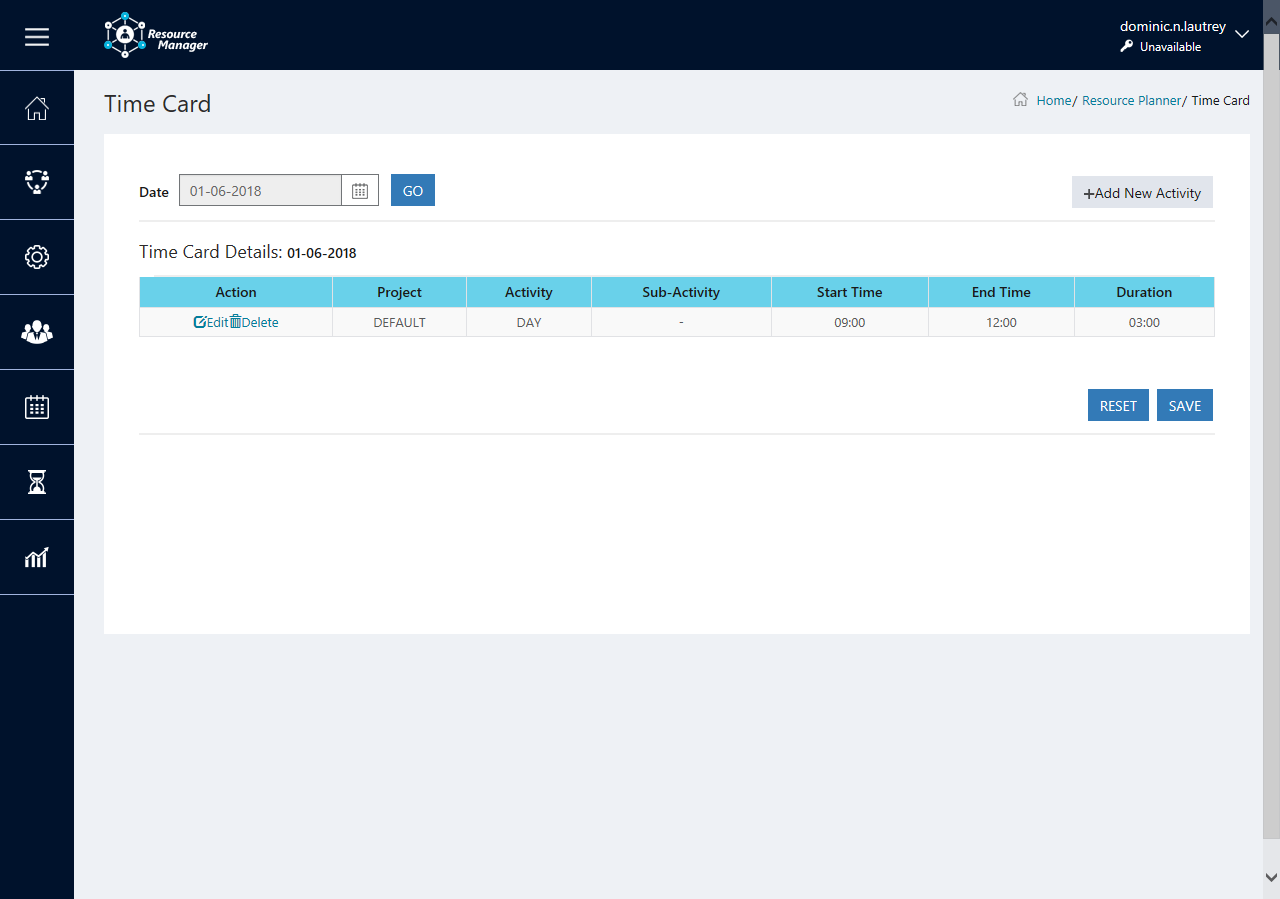 Resource
Manager
dominic.n.lautrey
Unavailable
Time Card
Home/ Resource Planner/ Time Card
Date 01-06-2018 GO
+Add New Activity
Time Card Details: 01-06-2018
Action Project Activity Sub-Activity Start Time End Time Duration
Edit Delete DEFAULT DAY - 09:00 12:00 03:00
RESET SAVE